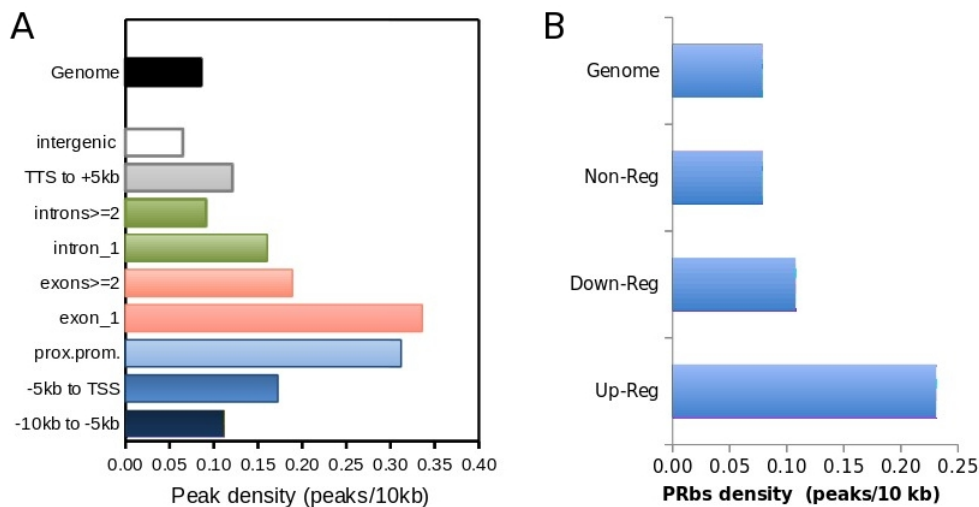 A
Genome
intergenic
TTS to +5kb
introns>=2
intron_1
exons>=2
exon_1
prox.prom.
-5kb to TSS
-10kb to -5kb
0.00 0.05 0.10 0.15 0.20 0.25 0.30 0.35 0.40
Peak density (peaks/10kb)
B
Genome
Non-Reg
Down-Reg
Up-Reg
0.00 0.05 0.10 0.15 0.20 0.25
PRbs density (peaks/10 kb)